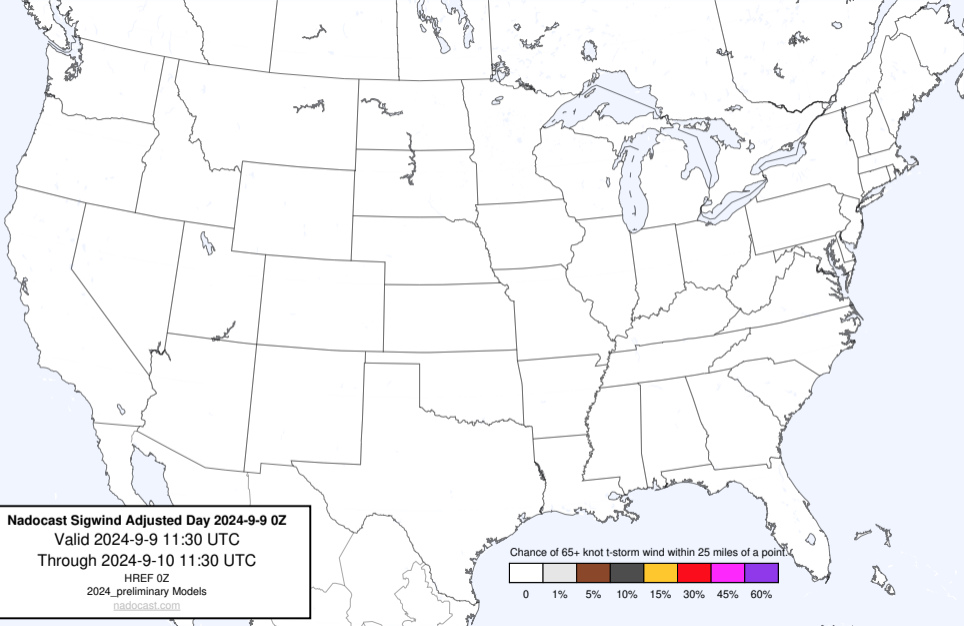 Nadocast Sigwind Adjusted Day 2024-9-9 0Z
Valid 2024-9-9 11:30 UTC
Through 2024-9-10 11:30 UTC
HREF 0Z
2024_preliminary Models
nadocast.com
Chance of 65+ knot t-storm wind within 25 miles of a point.
0 1% 5% 10% 15% 30% 45% 60%